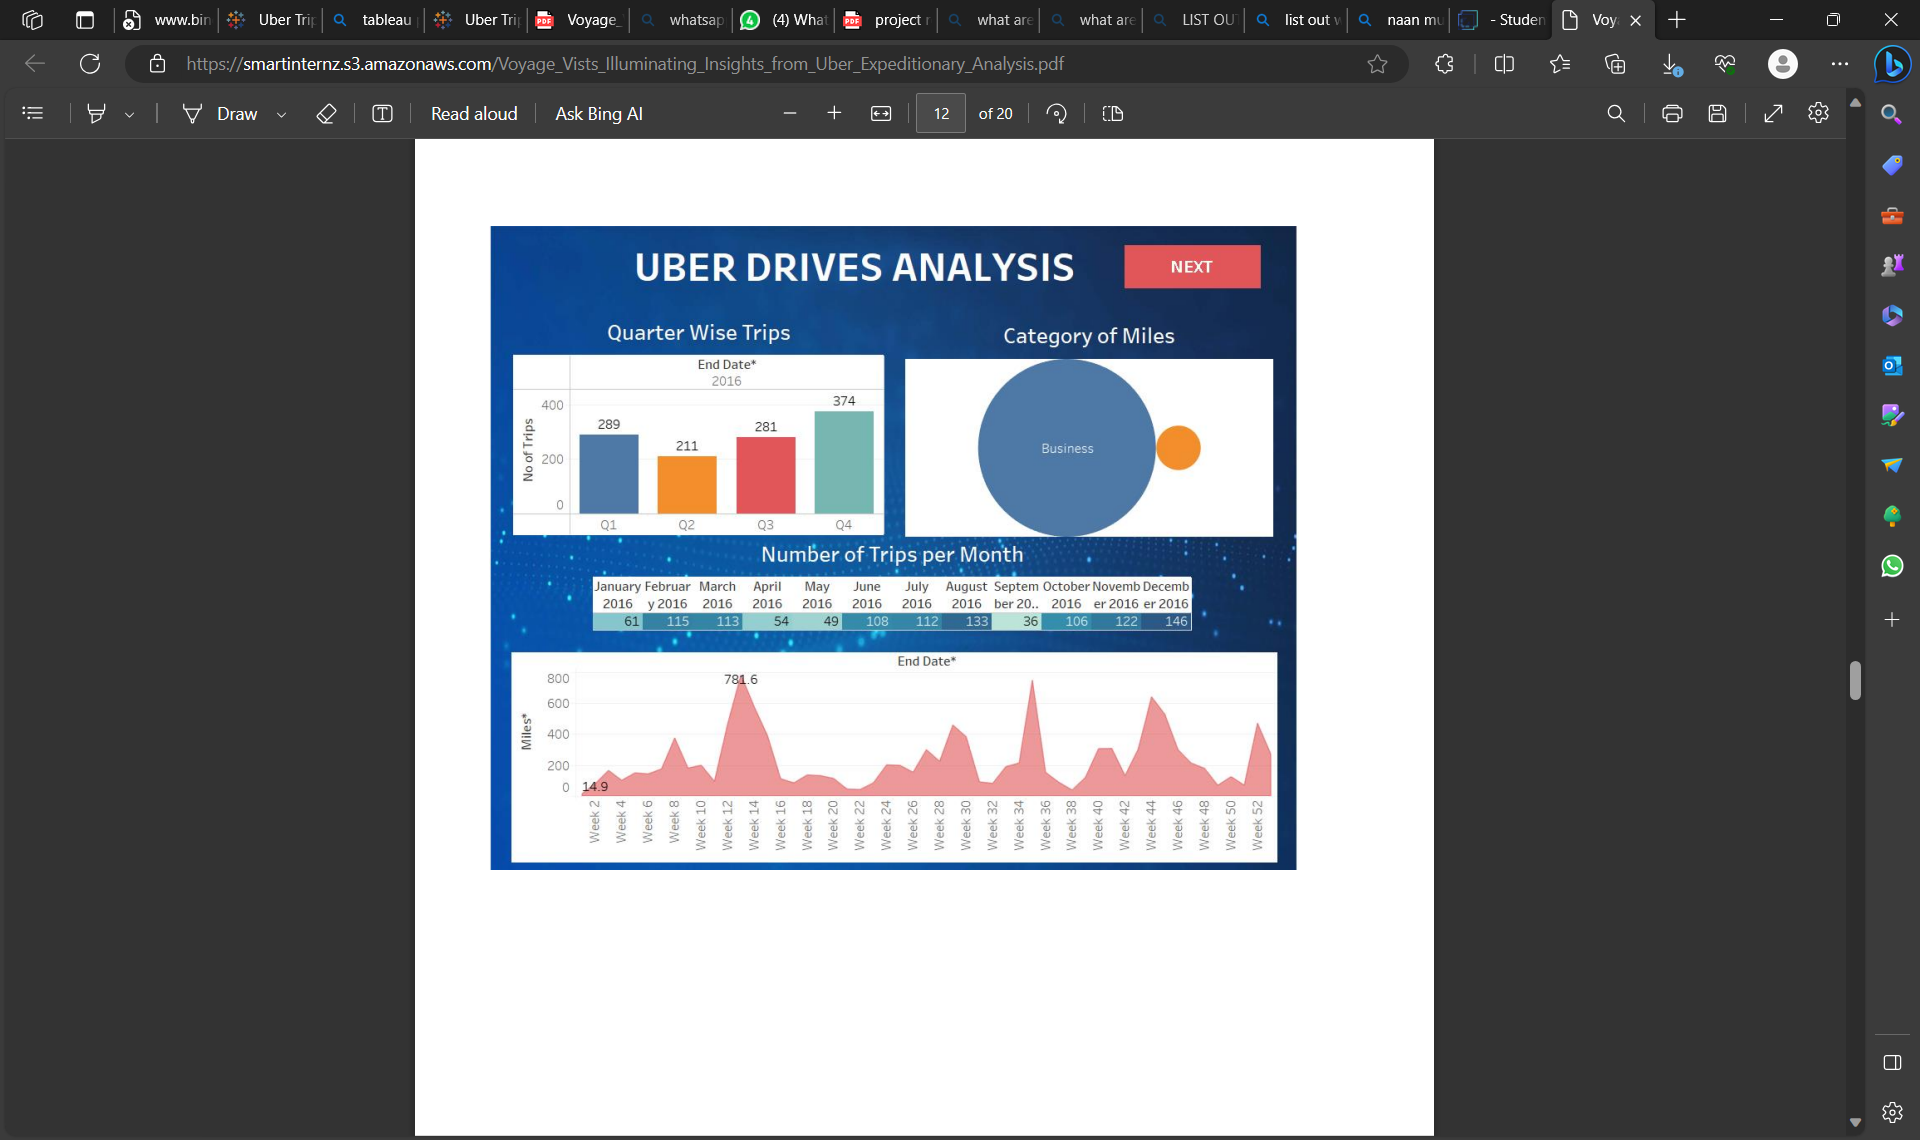 www.bin
Uber Trip
tableau
Uber Trip
Voyage_
whatsap
(4) What
project r
what are
what are
LIST OUT
list out w
naan mu
- Studen
Voy
https://smartinternz.s3.amazonaws.com/Voyage_Vists_Illuminating_Insights_from_Uber_Expeditionary_Analysis.pdf
Draw
Read aloud
Ask Bing AI
12 of 20
UBER DRIVES ANALYSIS
NEXT
Quarter Wise Trips
End Date*
2016
No of Trips
400
200
0
289
211
281
374
Q1 Q2 Q3 Q4
Category of Miles
Business
Number of Trips per Month
January Februar March April May June July August Septem October Novemb Decemb
2016 y 2016 2016 2016 2016 2016 2016 2016 ber 20.. 2016 er 2016 er 2016
61 115 113 54 49 108 112 133 36 106 122 146
End Date*
Miles*
800
600
400
200
0
781.6
14.9
Week 2
Week 4
Week 6
Week 8
Week 10
Week 12
Week 14
Week 16
Week 18
Week 20
Week 22
Week 24
Week 26
Week 28
Week 30
Week 32
Week 34
Week 36
Week 38
Week 40
Week 42
Week 44
Week 46
Week 48
Week 50
Week 52